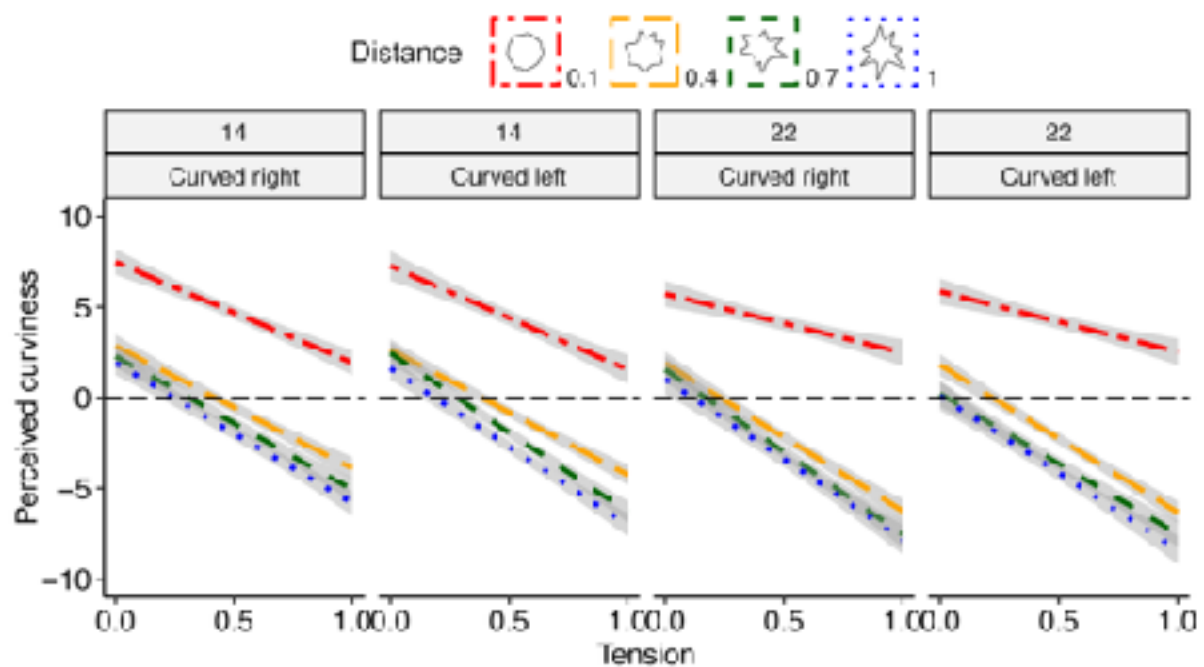 Distance 0.1 0.4 0.7 1
14 14 22 22
Curved right Curved left Curved right Curved left
Perceived curviness
10
5
0
−5
−10
0.0 0.5 1.0 0.0 0.5 1.0 0.0 0.5 1.0 0.0 0.5 1.0
Tension